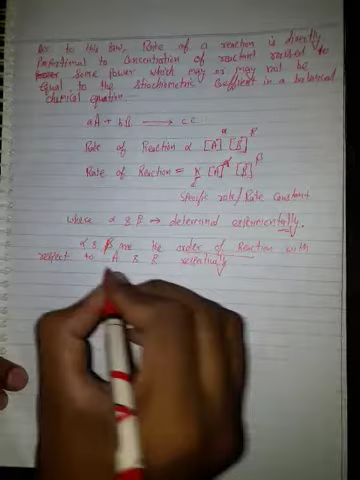 Acc. to this law, Rate of a reaction is directly
Proportional to Concentration of reactant reached to
some power which may or may not be
equal to the Stoichiometric Coefficient in a balanced
chemical equation.
aA + bB ⟶ cC
Rate of Reaction ∝ [A]^α [B]^β
Rate of Reaction = K [A]^α [B]^β
Specific rate/Rate Constant
where α & β → determined experimentally.
α & β are the order of Reaction with
respect to A & B respectively